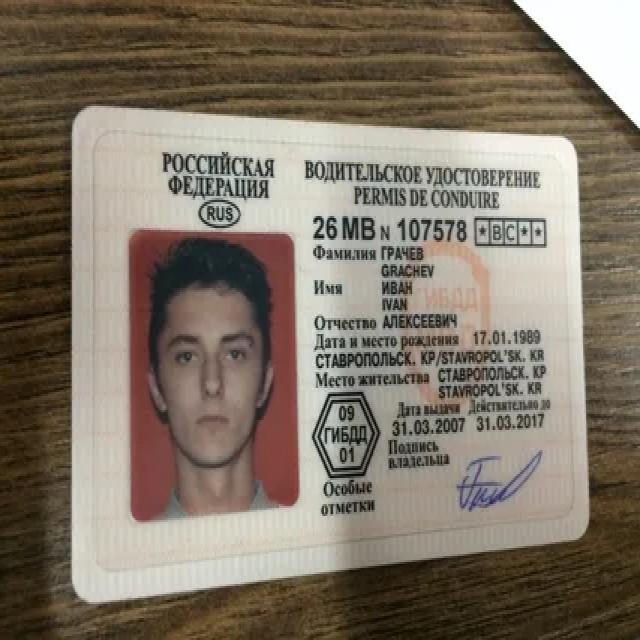 РОССИЙСКАЯ
ФЕДЕРАЦИЯ
RUS
ВОДИТЕЛЬСКОЕ УДОСТОВЕРЕНИЕ
PERMIS DE CONDUIRE
26 МВ N 107578 *BC**
Фамилия ГРАЧЕВ
GRACHEV
Имя ИВАН
IVAN
Отчество АЛЕКСЕЕВИЧ
Дата и место рождения 17.01.1989
СТАВРОПОЛЬСК. КР/STAVROPOL'SK. KR
Место жительства СТАВРОПОЛЬСК. КР
STAVROPOL'SK. KR
Дата выдачи Действительно до
31.03.2007 31.03.2017
09
ГИБДД
01
Подпись
владельца
Особые
отметки
ГИБДД